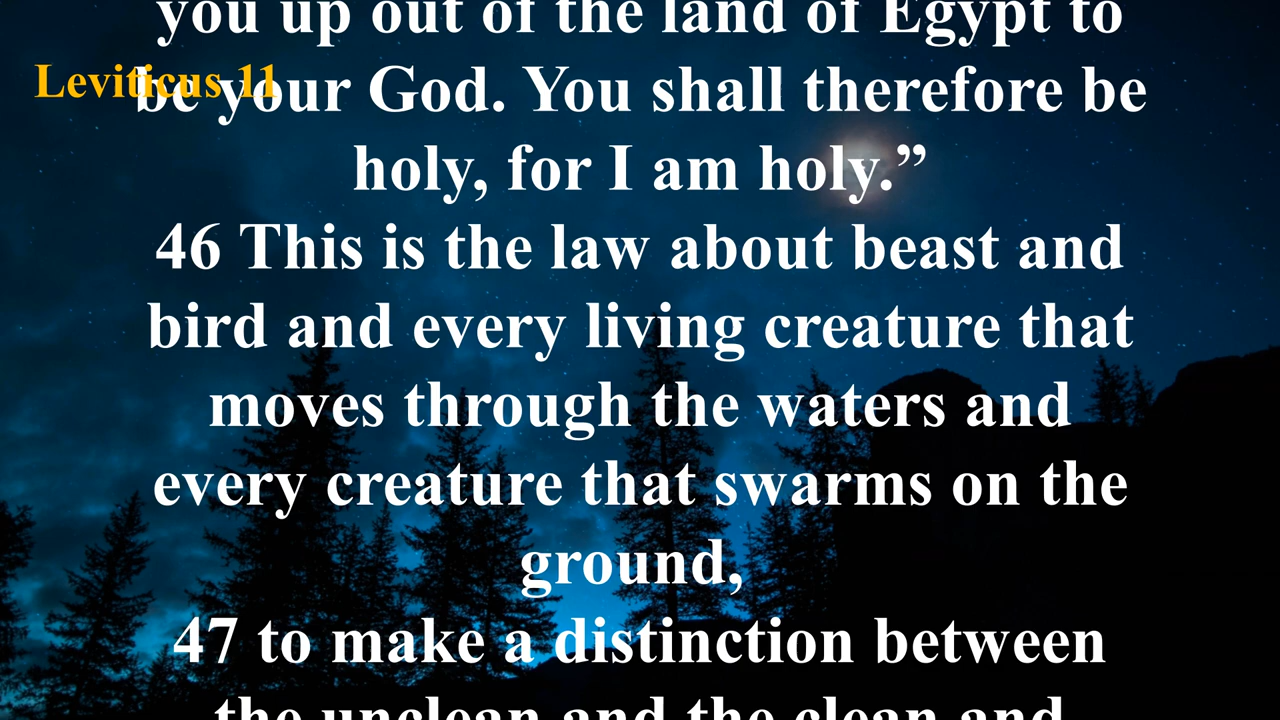 you up out of the land of Egypt to
Leviticus 11
be your God. You shall therefore be
holy, for I am holy.”
46 This is the law about beast and
bird and every living creature that
moves through the waters and
every creature that swarms on the
ground,
47 to make a distinction between
the unclean and the clean and